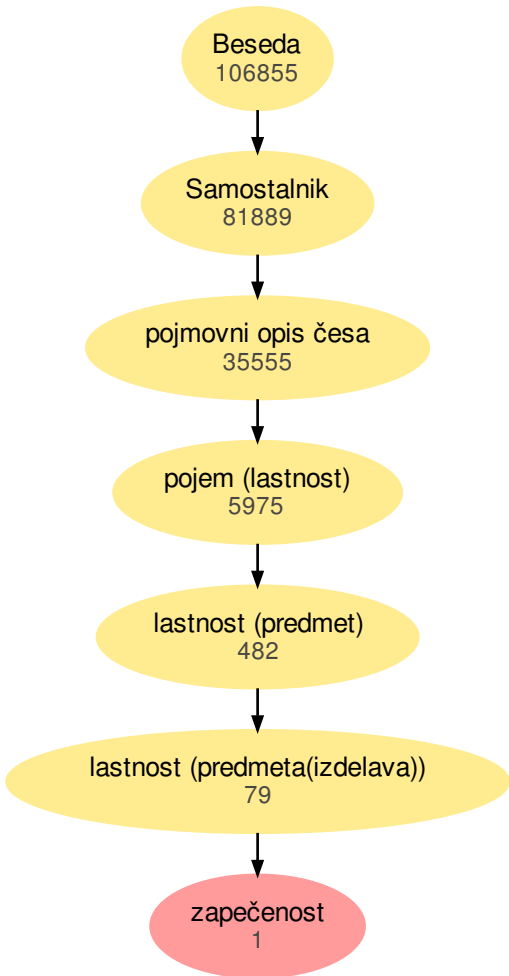 Beseda
106855
Samostalnik
81889
pojmovni opis česa
35555
pojem (lastnost)
5975
lastnost (predmet)
482
lastnost (predmeta(izdelava))
79
zapečenost
1